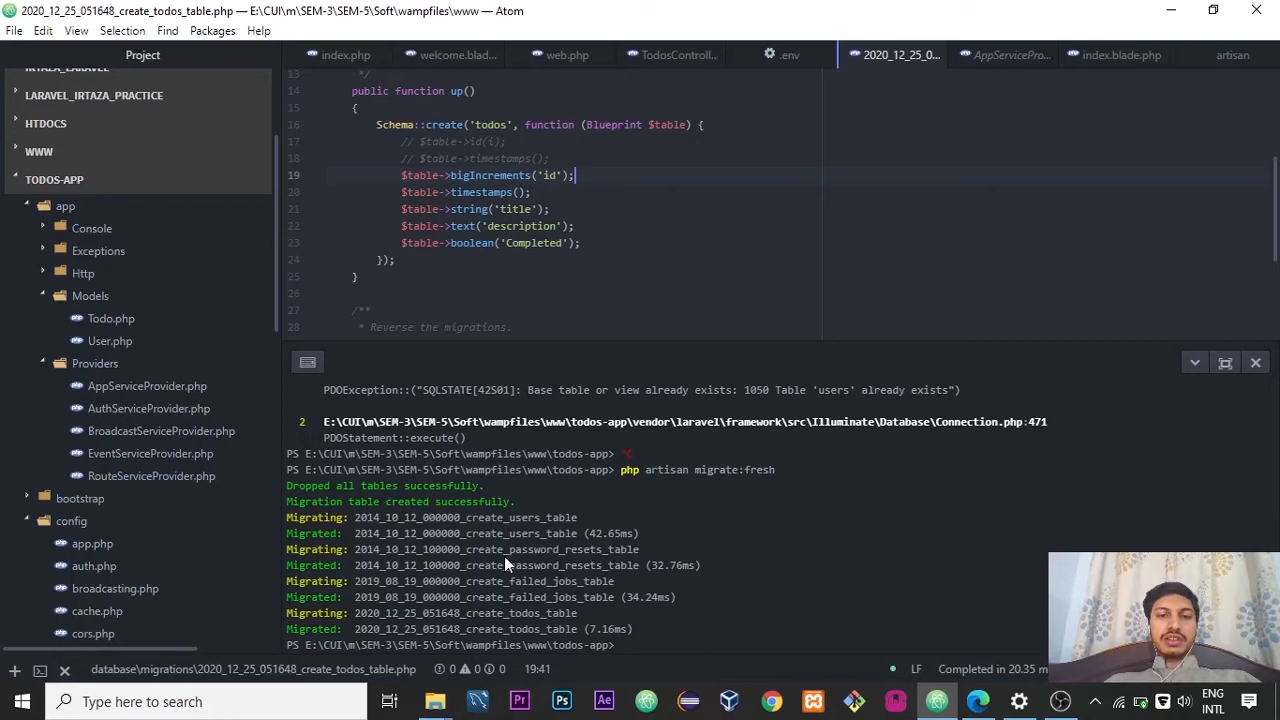 2020_12_25_051648_create_todos_table.php — E:\CUI\m\SEM-3\SEM-5\Soft\wampfiles\www — Atom
File Edit View Selection Find Packages Help
Project
index.php
welcome.blad...
web.php
TodosControll...
.env
2020_12_25_0...
AppServicePro...
index.blade.php
artisan
IRTAZA_LARAVEL
LARAVEL_IRTAZA_PRACTICE
HTDOCS
WWW
TODOS-APP
app
Console
Exceptions
Http
Models
Todo.php
User.php
Providers
AppServiceProvider.php
AuthServiceProvider.php
BroadcastServiceProvider.php
EventServiceProvider.php
RouteServiceProvider.php
bootstrap
config
app.php
auth.php
broadcasting.php
cache.php
cors.php
13 */
14 public function up()
15 {
16 Schema::create('todos', function (Blueprint $table) {
17 // $table->id(i);
18 // $table->timestamps();
19 $table->bigIncrements('id');
20 $table->timestamps();
21 $table->string('title');
22 $table->text('description');
23 $table->boolean('Completed');
24 });
25 }
26
27 /**
28 * Reverse the migrations.
PDOException::("SQLSTATE[42S01]: Base table or view already exists: 1050 Table 'users' already exists")
2 E:\CUI\m\SEM-3\SEM-5\Soft\wampfiles\www\todos-app\vendor\laravel\framework\src\Illuminate\Database\Connection.php:471
PDOStatement::execute()
PS E:\CUI\m\SEM-3\SEM-5\Soft\wampfiles\www\todos-app> ^C
PS E:\CUI\m\SEM-3\SEM-5\Soft\wampfiles\www\todos-app> php artisan migrate:fresh
Dropped all tables successfully.
Migration table created successfully.
Migrating: 2014_10_12_000000_create_users_table
Migrated: 2014_10_12_000000_create_users_table (42.65ms)
Migrating: 2014_10_12_100000_create_password_resets_table
Migrated: 2014_10_12_100000_create_password_resets_table (32.76ms)
Migrating: 2019_08_19_000000_create_failed_jobs_table
Migrated: 2019_08_19_000000_create_failed_jobs_table (34.24ms)
Migrating: 2020_12_25_051648_create_todos_table
Migrated: 2020_12_25_051648_create_todos_table (7.16ms)
PS E:\CUI\m\SEM-3\SEM-5\Soft\wampfiles\www\todos-app>
database\migrations\2020_12_25_051648_create_todos_table.php 0 0 0 19:41
LF Completed in 20.35 m
Type here to search
Pr
Ps
Ae
ENG
INTL